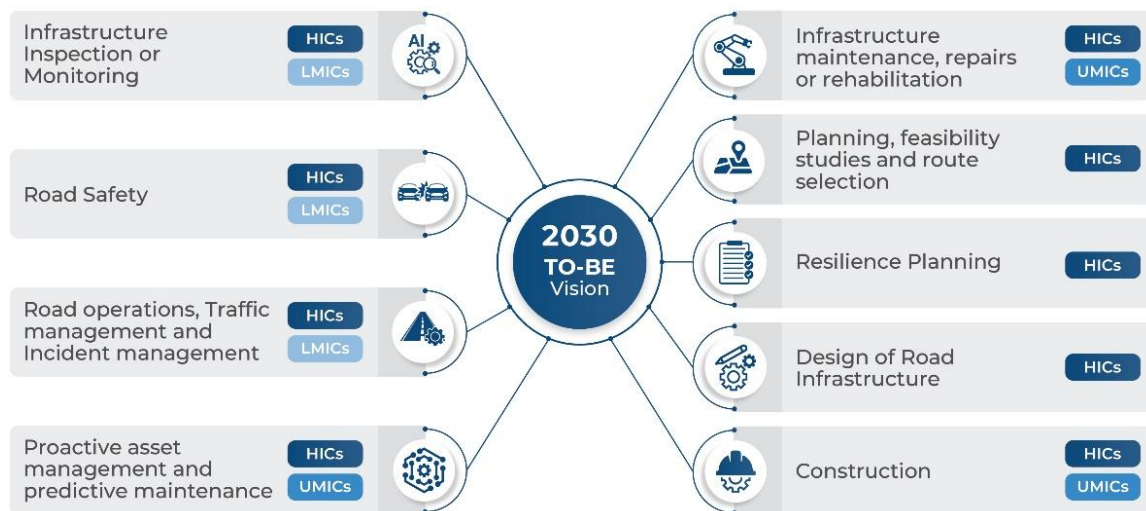 Infrastructure
Inspection or
Monitoring
HICs
LMICs
AI
Road Safety
HICs
LMICs
Road operations, Traffic
management and
Incident management
HICs
LMICs
Proactive asset
management and
predictive maintenance
HICs
UMICs
2030
TO-BE
Vision
Infrastructure
maintenance, repairs
or rehabilitation
HICs
UMICs
Planning, feasibility
studies and route
selection
HICs
Resilience Planning
HICs
Design of Road
Infrastructure
HICs
Construction
HICs
UMICs